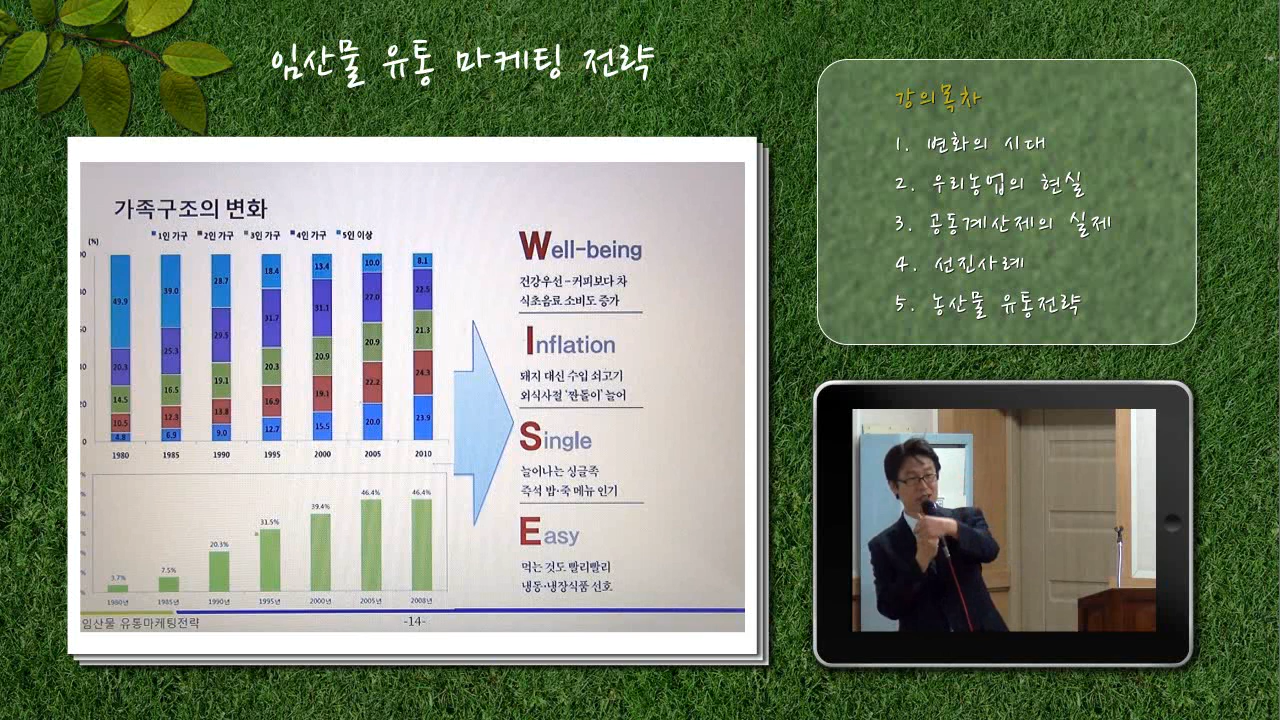 임산물 유통 마케팅 전략
강의목차
1. 변화의 시대
2. 우리농업의 현실
3. 공동계산제의 실제
4. 선진사례
5. 농산물 유통전략
가족구조의 변화
1인 가구 2인 가구 3인 가구 4인 가구 5인 이상
(%)
49.9 39.0 28.7 18.4 13.4 10.0 8.1
20.3 25.3 29.5 31.7 31.1 27.0 22.5
14.5 16.5 19.1 20.3 20.9 20.9 21.3
10.5 12.3 13.8 16.9 19.1 22.2 24.3
4.8 6.9 9.0 12.7 15.5 20.0 23.9
0
1980 1985 1990 1995 2000 2005 2010
3.7% 7.5% 20.3% 31.5% 39.4% 46.4% 46.4%
1980년 1985년 1990년 1995년 2000년 2005년 2008년
Well-being
건강우선-커피보다 차
식초음료 소비도 증가
Inflation
돼지 대신 수입 쇠고기
외식사절 '짠돌이' 늘어
Single
늘어나는 싱글족
즉석 밥·죽 메뉴 인기
Easy
먹는 것도 빨리빨리
냉동·냉장식품 선호
임산물 유통마케팅전략
-14-